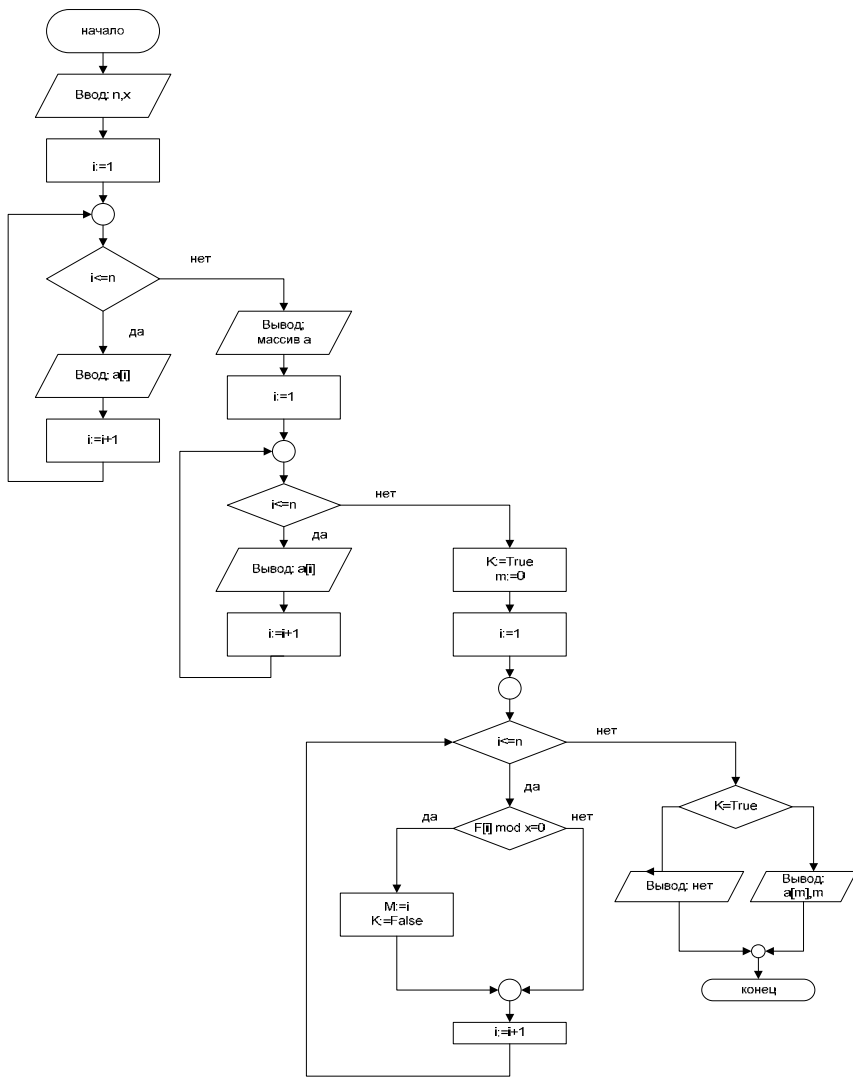 начало
Ввод: n,x
i:=1
i<=n
нет
да
Ввод: a[i]
i:=i+1
Вывод:
массив a
i:=1
i<=n
нет
да
Вывод: a[i]
i:=i+1
K:=True
m:=0
i:=1
i<=n
нет
да
F[i] mod x=0
да
нет
M:=i
K:=False
i:=i+1
K=True
Вывод: нет
Вывод:
a[m],m
конец